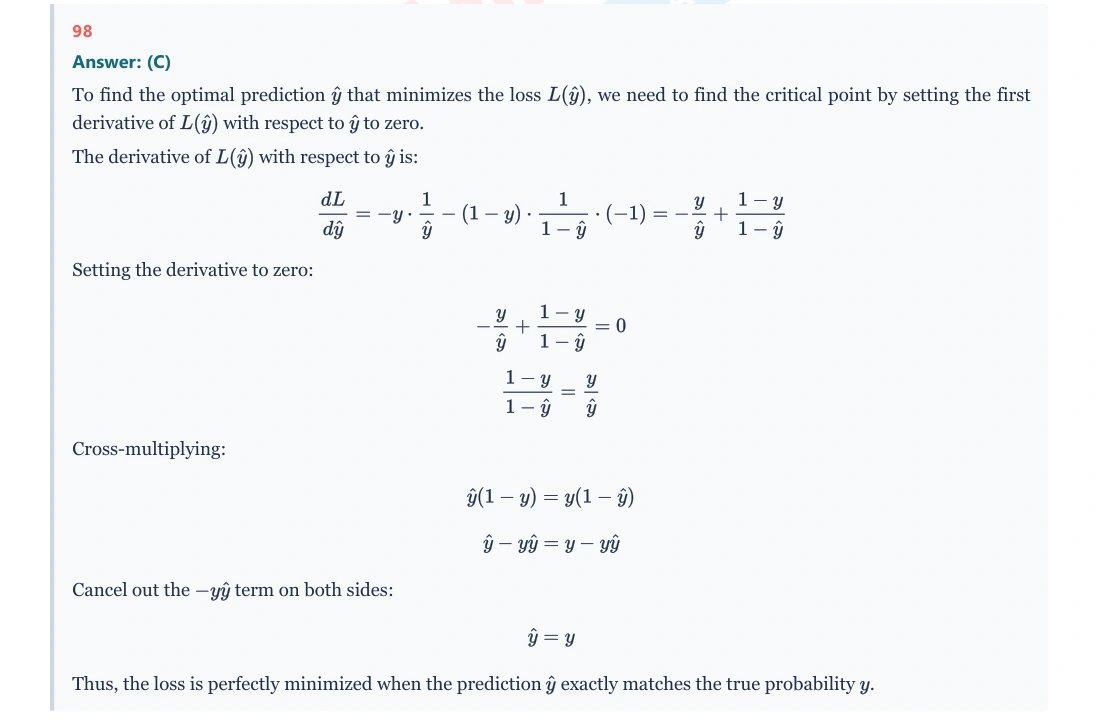 98
Answer: (C)
To find the optimal prediction ŷ that minimizes the loss L(ŷ), we need to find the critical point by setting the first
derivative of L(ŷ) with respect to ŷ to zero.
The derivative of L(ŷ) with respect to ŷ is:
dL/dŷ = −y · 1/ŷ − (1 − y) · 1/(1 − ŷ) · (−1) = −y/ŷ + (1 − y)/(1 − ŷ)
Setting the derivative to zero:
−y/ŷ + (1 − y)/(1 − ŷ) = 0
(1 − y)/(1 − ŷ) = y/ŷ
Cross-multiplying:
ŷ(1 − y) = y(1 − ŷ)
ŷ − yŷ = y − yŷ
Cancel out the −yŷ term on both sides:
ŷ = y
Thus, the loss is perfectly minimized when the prediction ŷ exactly matches the true probability y.